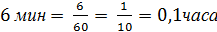 6 мин = 6/60 = 1/10 = 0,1часа